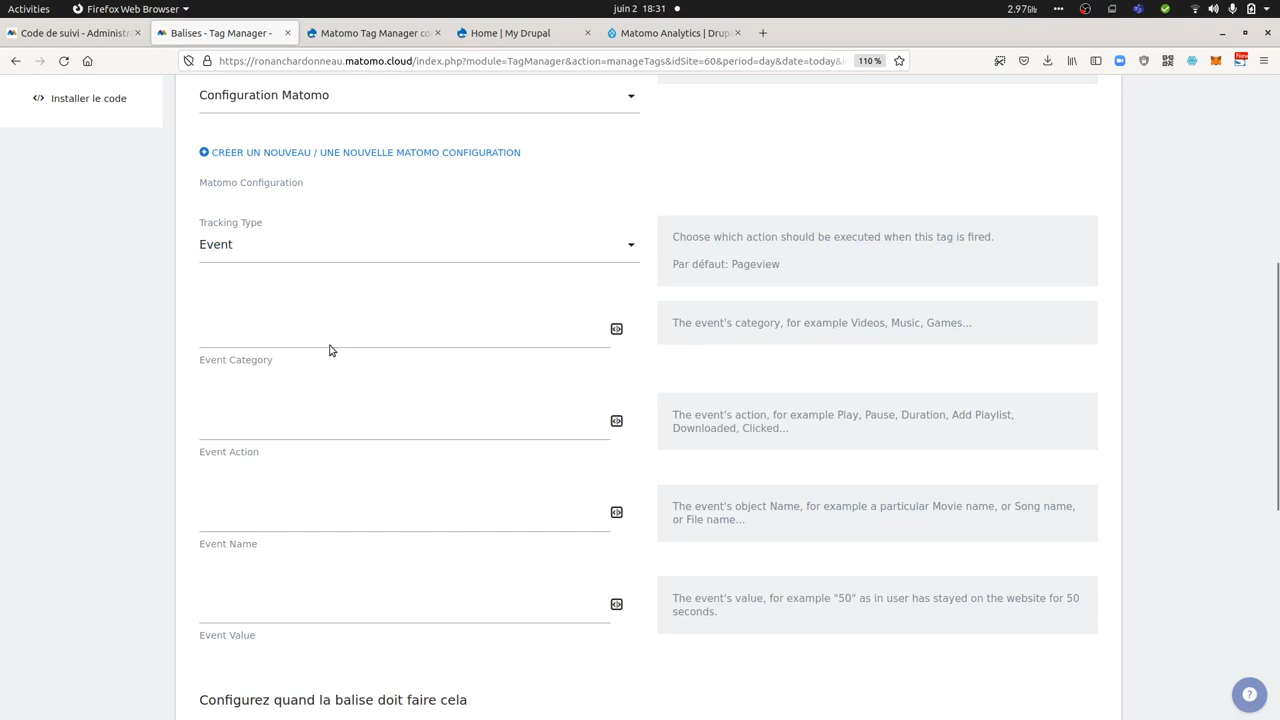 Activities
Firefox Web Browser
juin 2 18:31
2.97GHz
Code de suivi - Administr
Balises - Tag Manager -
Matomo Tag Manager co
Home | My Drupal
Matomo Analytics | Drup
https://ronanchardonneau.matomo.cloud/index.php?module=TagManager&action=manageTags&idSite=60&period=day&date=today&
110 %
New
Installer le code
Configuration Matomo
CRÉER UN NOUVEAU / UNE NOUVELLE MATOMO CONFIGURATION
Matomo Configuration
Tracking Type
Event
Choose which action should be executed when this tag is fired.
Par défaut: Pageview
The event's category, for example Videos, Music, Games...
Event Category
The event's action, for example Play, Pause, Duration, Add Playlist,
Downloaded, Clicked...
Event Action
The event's object Name, for example a particular Movie name, or Song name,
or File name...
Event Name
The event's value, for example "50" as in user has stayed on the website for 50
seconds.
Event Value
Configurez quand la balise doit faire cela